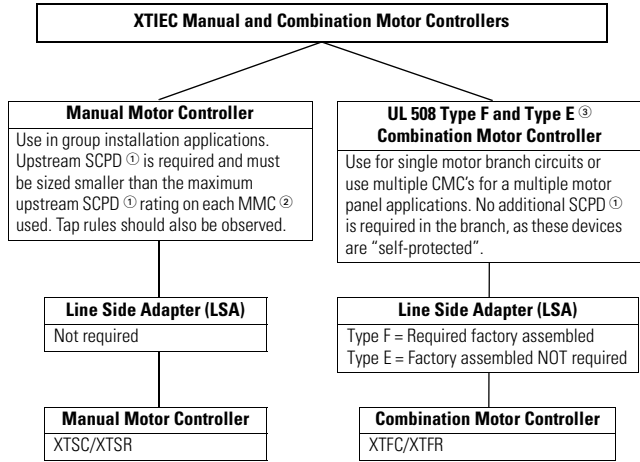 XTIEC Manual and Combination Motor Controllers
Manual Motor Controller
Use in group installation applications.
Upstream SCPD ① is required and must
be sized smaller than the maximum
upstream SCPD ① rating on each MMC ②
used. Tap rules should also be observed.
Line Side Adapter (LSA)
Not required
Manual Motor Controller
XTSC/XTSR
UL 508 Type F and Type E ③
Combination Motor Controller
Use for single motor branch circuits or
use multiple CMC's for a multiple motor
panel applications. No additional SCPD ①
is required in the branch, as these devices
are “self-protected”.
Line Side Adapter (LSA)
Type F = Required factory assembled
Type E = Factory assembled NOT required
Combination Motor Controller
XTFC/XTFR